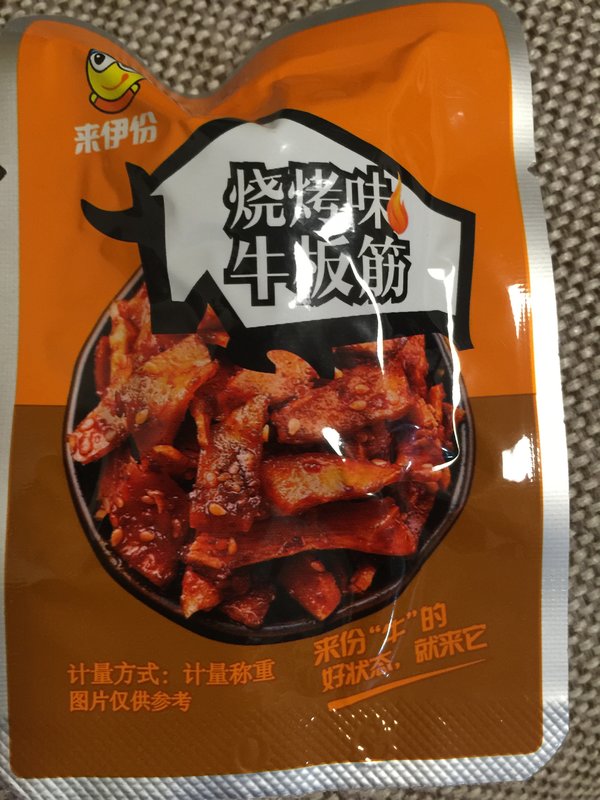 来伊份
烧烤味
牛板筋
来份“牛”的
好状态，就来它
计量方式：计量称重
图片仅供参考